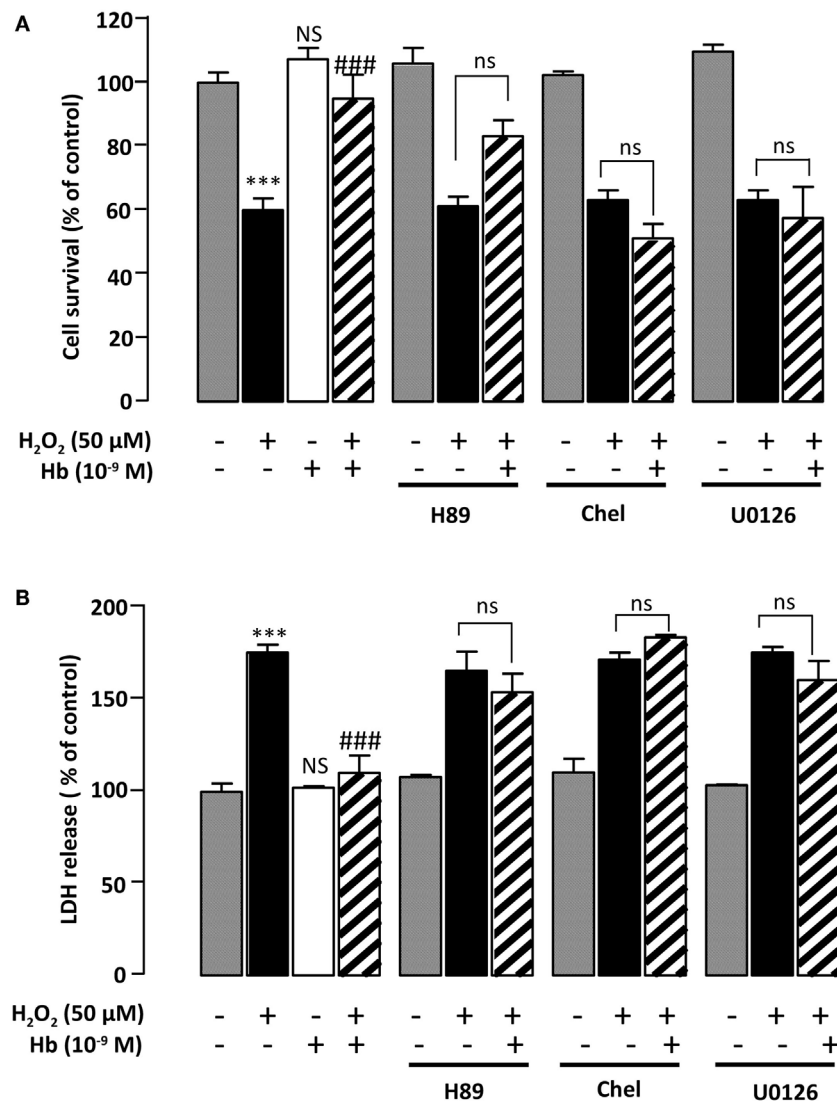 A
Cell survival (% of control)
120
100
80
60
40
20
0
***
NS
###
ns
ns
ns
H₂O₂ (50 µM) - + - + - + + - + + - + +
Hb (10⁻⁹ M) - - + + - - + - - + - - +
H89 Chel U0126
B
LDH release ( % of control)
200
150
100
50
0
***
NS
###
ns
ns
ns
H₂O₂ (50 µM) - + - + - + + - + + - + +
Hb (10⁻⁹ M) - - + + - - + - - + - - +
H89 Chel U0126